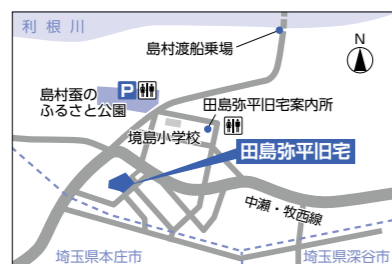 利根川
島村渡船乗場
N
P
島村蚕の
ふるさと公園
田島弥平旧宅案内所
境島小学校
田島弥平旧宅
中瀬・牧西線
埼玉県本庄市
埼玉県深谷市